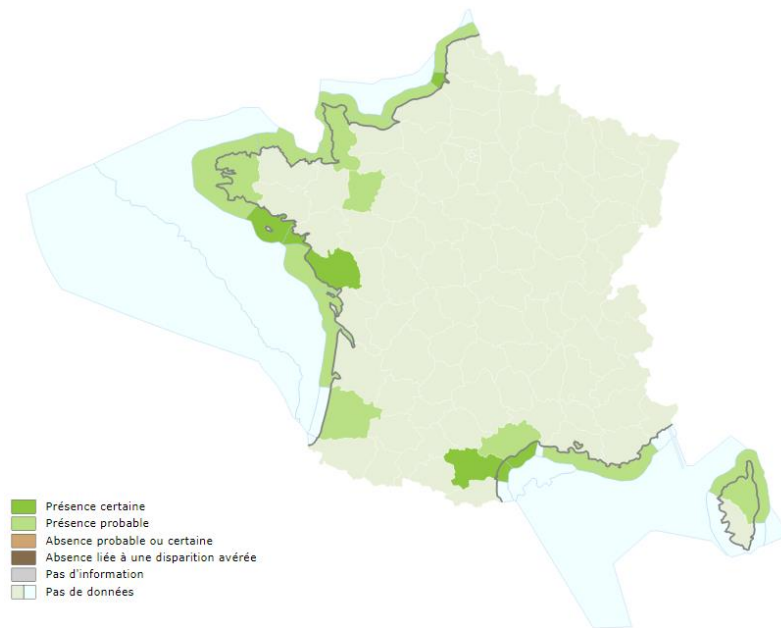 Présence certaine
Présence probable
Absence probable ou certaine
Absence liée à une disparition avérée
Pas d'information
Pas de données